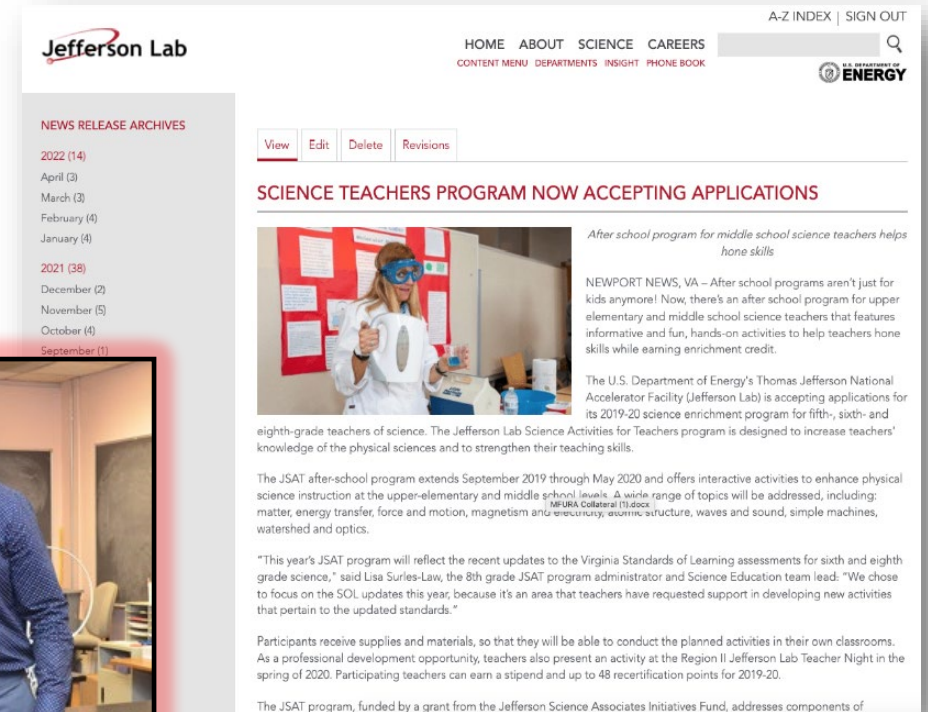 A-Z INDEX | SIGN OUT
Jefferson Lab
HOME ABOUT SCIENCE CAREERS
CONTENT MENU DEPARTMENTS INSIGHT PHONE BOOK
U.S. DEPARTMENT OF
ENERGY
NEWS RELEASE ARCHIVES
2022 (14)
April (3)
March (3)
February (4)
January (4)
2021 (38)
December (2)
November (5)
October (4)
September (1)
View Edit Delete Revisions
SCIENCE TEACHERS PROGRAM NOW ACCEPTING APPLICATIONS
After school program for middle school science teachers helps
hone skills
NEWPORT NEWS, VA – After school programs aren't just for
kids anymore! Now, there's an after school program for upper
elementary and middle school science teachers that features
informative and fun, hands-on activities to help teachers hone
skills while earning enrichment credit.
The U.S. Department of Energy's Thomas Jefferson National
Accelerator Facility (Jefferson Lab) is accepting applications for
its 2019-20 science enrichment program for fifth-, sixth- and
eighth-grade teachers of science. The Jefferson Lab Science Activities for Teachers program is designed to increase teachers'
knowledge of the physical sciences and to strengthen their teaching skills.
The JSAT after-school program extends September 2019 through May 2020 and offers interactive activities to enhance physical
science instruction at the upper-elementary and middle school levels. A wide range of topics will be addressed, including:
MFURA Collateral (1).docx
matter, energy transfer, force and motion, magnetism and electricity, atomic structure, waves and sound, simple machines,
watershed and optics.
"This year's JSAT program will reflect the recent updates to the Virginia Standards of Learning assessments for sixth and eighth
grade science," said Lisa Surles-Law, the 8th grade JSAT program administrator and Science Education team lead: "We chose
to focus on the SOL updates this year, because it's an area that teachers have requested support in developing new activities
that pertain to the updated standards."
Participants receive supplies and materials, so that they will be able to conduct the planned activities in their own classrooms.
As a professional development opportunity, teachers also present an activity at the Region II Jefferson Lab Teacher Night in the
spring of 2020. Participating teachers can earn a stipend and up to 48 recertification points for 2019-20.
The JSAT program, funded by a grant from the Jefferson Science Associates Initiatives Fund, addresses components of